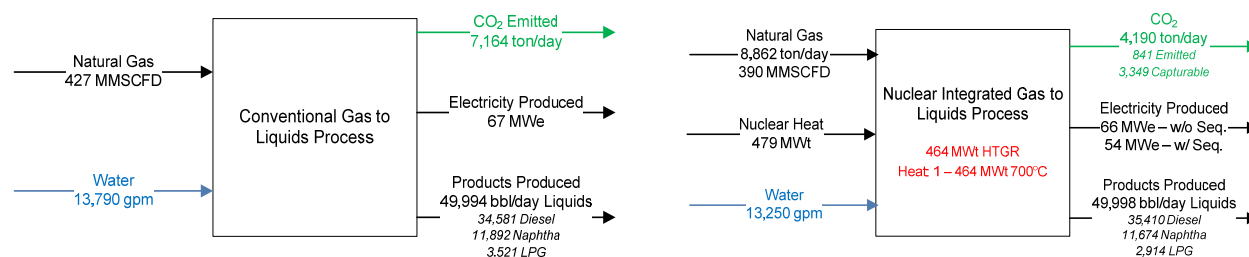 CO2 Emitted
7,164 ton/day
Natural Gas
427 MMSCFD
Conventional Gas to
Liquids Process
Electricity Produced
67 MWe
Water
13,790 gpm
Products Produced
49,994 bbl/day Liquids
34,581 Diesel
11,892 Naphtha
3.521 LPG
Natural Gas
8,862 ton/day
390 MMSCFD
CO2
4,190 ton/day
841 Emitted
3,349 Capturable
Nuclear Integrated Gas to
Liquids Process
Nuclear Heat
479 MWt
464 MWt HTGR
Heat: 1 – 464 MWt 700°C
Electricity Produced
66 MWe – w/o Seq.
54 MWe – w/ Seq.
Water
13,250 gpm
Products Produced
49,998 bbl/day Liquids
35,410 Diesel
11,674 Naphtha
2,914 LPG